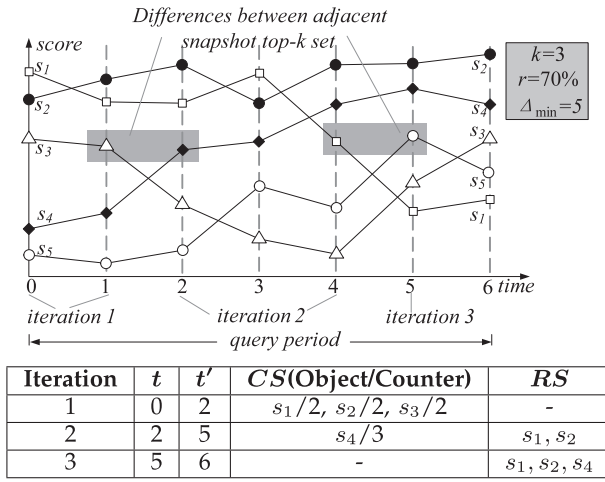 Differences between adjacent
snapshot top-k set
score
k=3
r=70%
Δmin=5
s1
s2
s3
s4
s5
s2
s4
s3
s5
s1
0 1 2 3 4 5 6 time
iteration 1 iteration 2 iteration 3
query period
Iteration t t′ CS(Object/Counter) RS
1 0 2 s1/2, s2/2, s3/2 -
2 2 5 s4/3 s1, s2
3 5 6 - s1, s2, s4